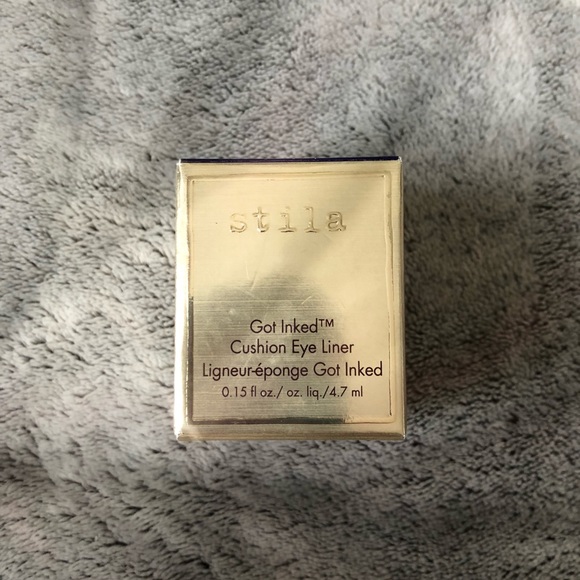 stila
Got Inked™
Cushion Eye Liner
Ligneur-éponge Got Inked
0.15 fl oz./ oz. liq./4.7 ml